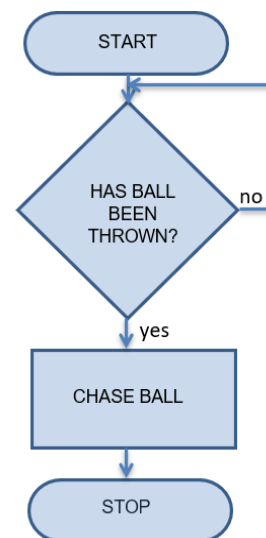 START
HAS BALL
BEEN
THROWN?
no
yes
CHASE BALL
STOP